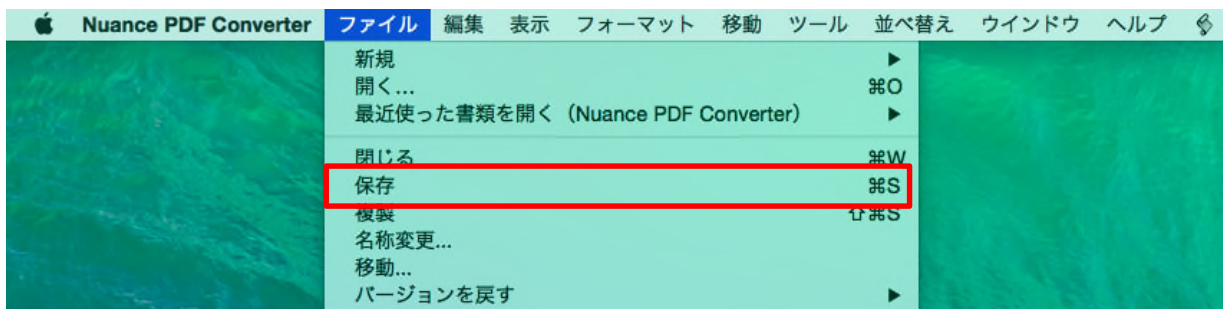 Nuance PDF Converter ファイル 編集 表示 フォーマット 移動 ツール 並べ替え ウインドウ ヘルプ
新規 ▶
開く... ⌘O
最近使った書類を開く（Nuance PDF Converter） ▶
閉じる ⌘W
保存 ⌘S
複製 ⇧⌘S
名称変更...
移動...
バージョンを戻す ▶